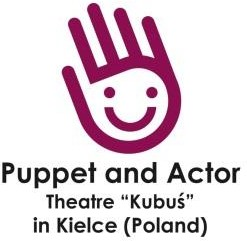 Puppet and Actor
Theatre “Kubuś”
in Kielce (Poland)